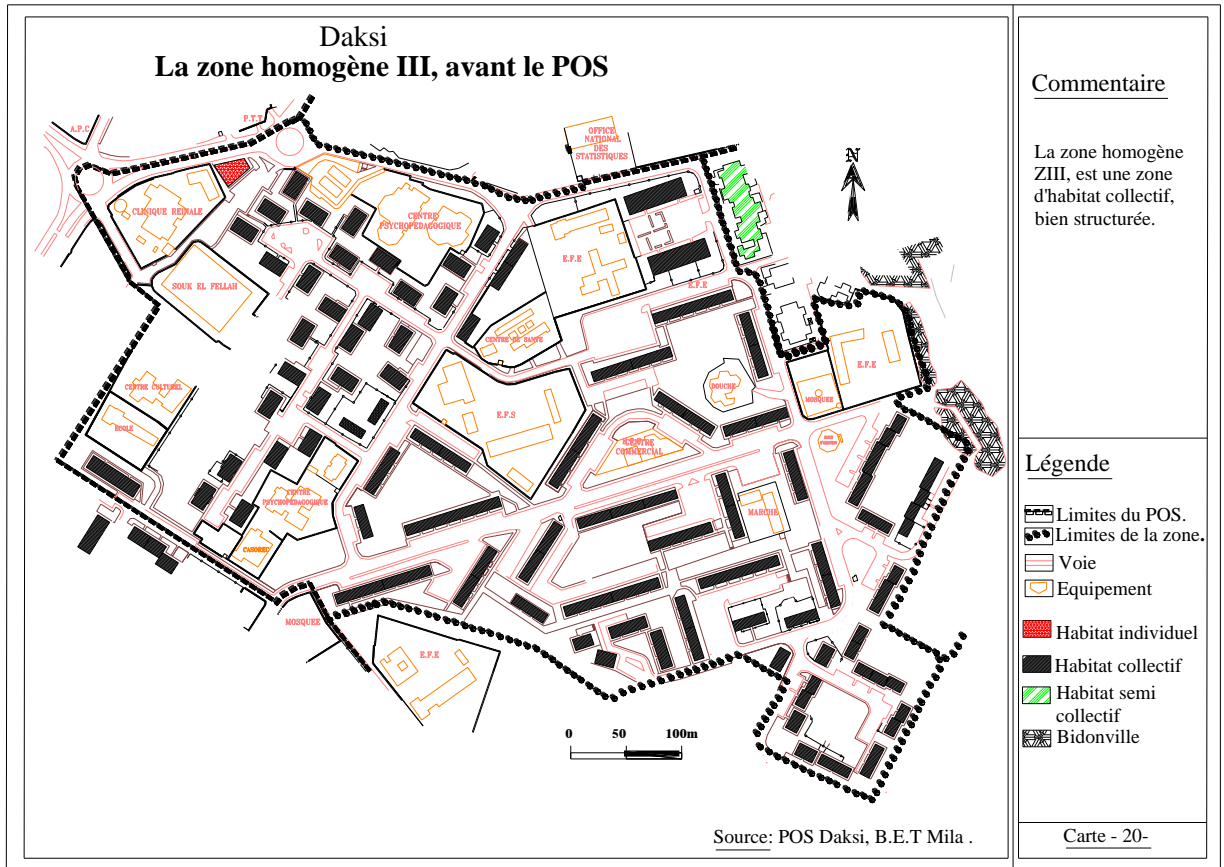 Daksi
La zone homogène III, avant le POS
A.P.C
P.T.T
OFFICE
NATIONAL
DES
STATISTIQUES
N
CLINIQUE REINALE
CENTRE
PSYCHOPEDAGOGIQUE
SOUK EL FELLAH
E.F.E
E.F.E
CENTRE DE SANTE
E.F.E
CENTRE CULTUREL
DOUCHE
MOSQUEE
ECOLE
E.F.S
CENTRE
COMMERCIAL
CENTRE
PSYCHOPEDAGOGIQUE
MARCHE
CASOREC
MOSQUEE
E.F.E
0 50 100m
Source: POS Daksi, B.E.T Mila .
Commentaire
La zone homogène
ZIII, est une zone
d'habitat collectif,
bien structurée.
Légende
Limites du POS.
Limites de la zone.
Voie
Equipement
Habitat individuel
Habitat collectif
Habitat semi
collectif
Bidonville
Carte - 20-